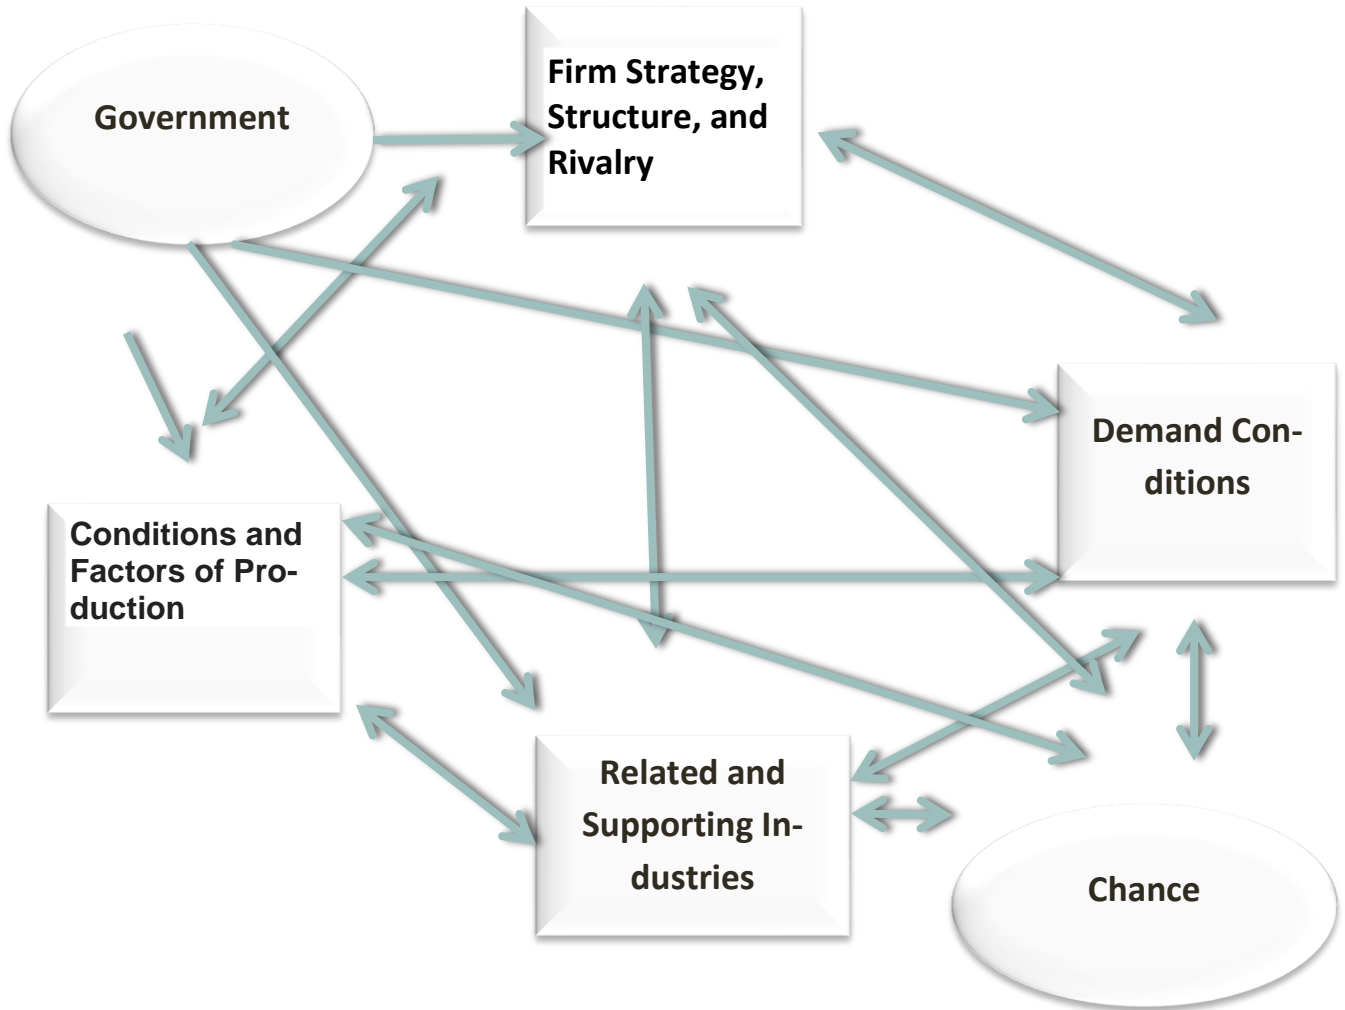 Government
Firm Strategy,
Structure, and
Rivalry
Demand Con-
ditions
Conditions and
Factors of Pro-
duction
Related and
Supporting In-
dustries
Chance